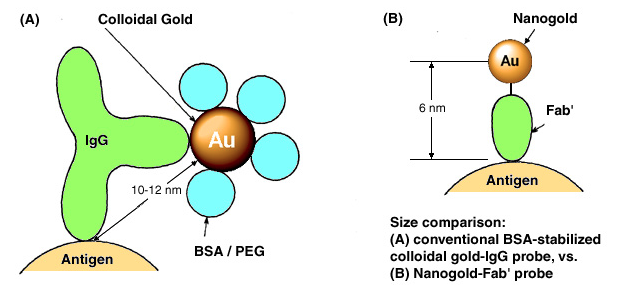 (A)
Colloidal Gold
IgG
Au
10-12 nm
BSA / PEG
Antigen
(B)
Nanogold
Au
6 nm
Fab'
Antigen
Size comparison:
(A) conventional BSA-stabilized
colloidal gold-IgG probe, vs.
(B) Nanogold-Fab' probe